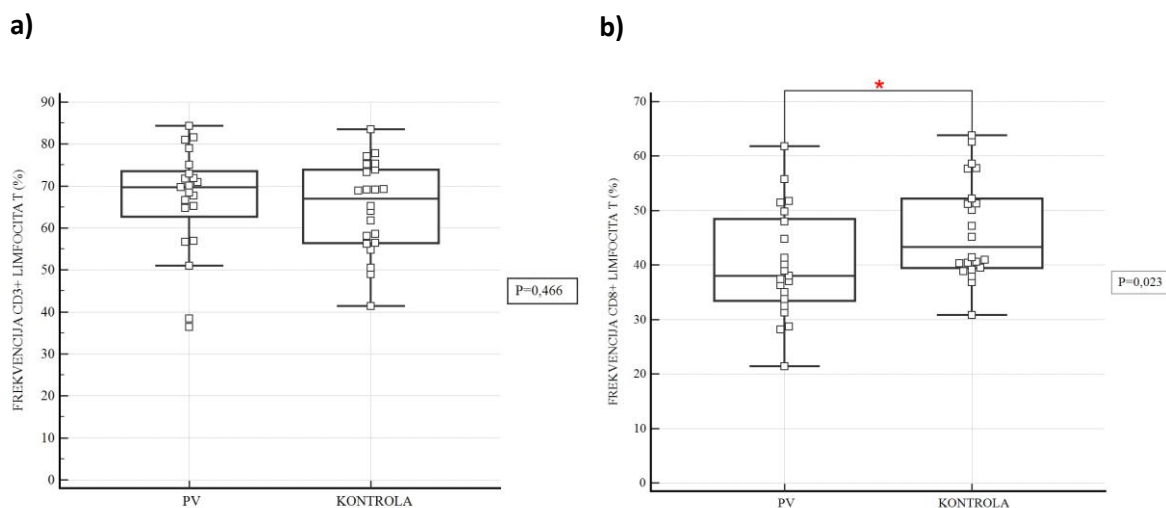 a)
FREKVENCIJA CD3+ LIMFOCITA T (%)
90
80
70
60
50
40
30
20
10
0
PV
KONTROLA
P=0,466
b)
FREKVENCIJA CD8+ LIMFOCITA T (%)
70
60
50
40
30
20
10
0
*
PV
KONTROLA
P=0,023